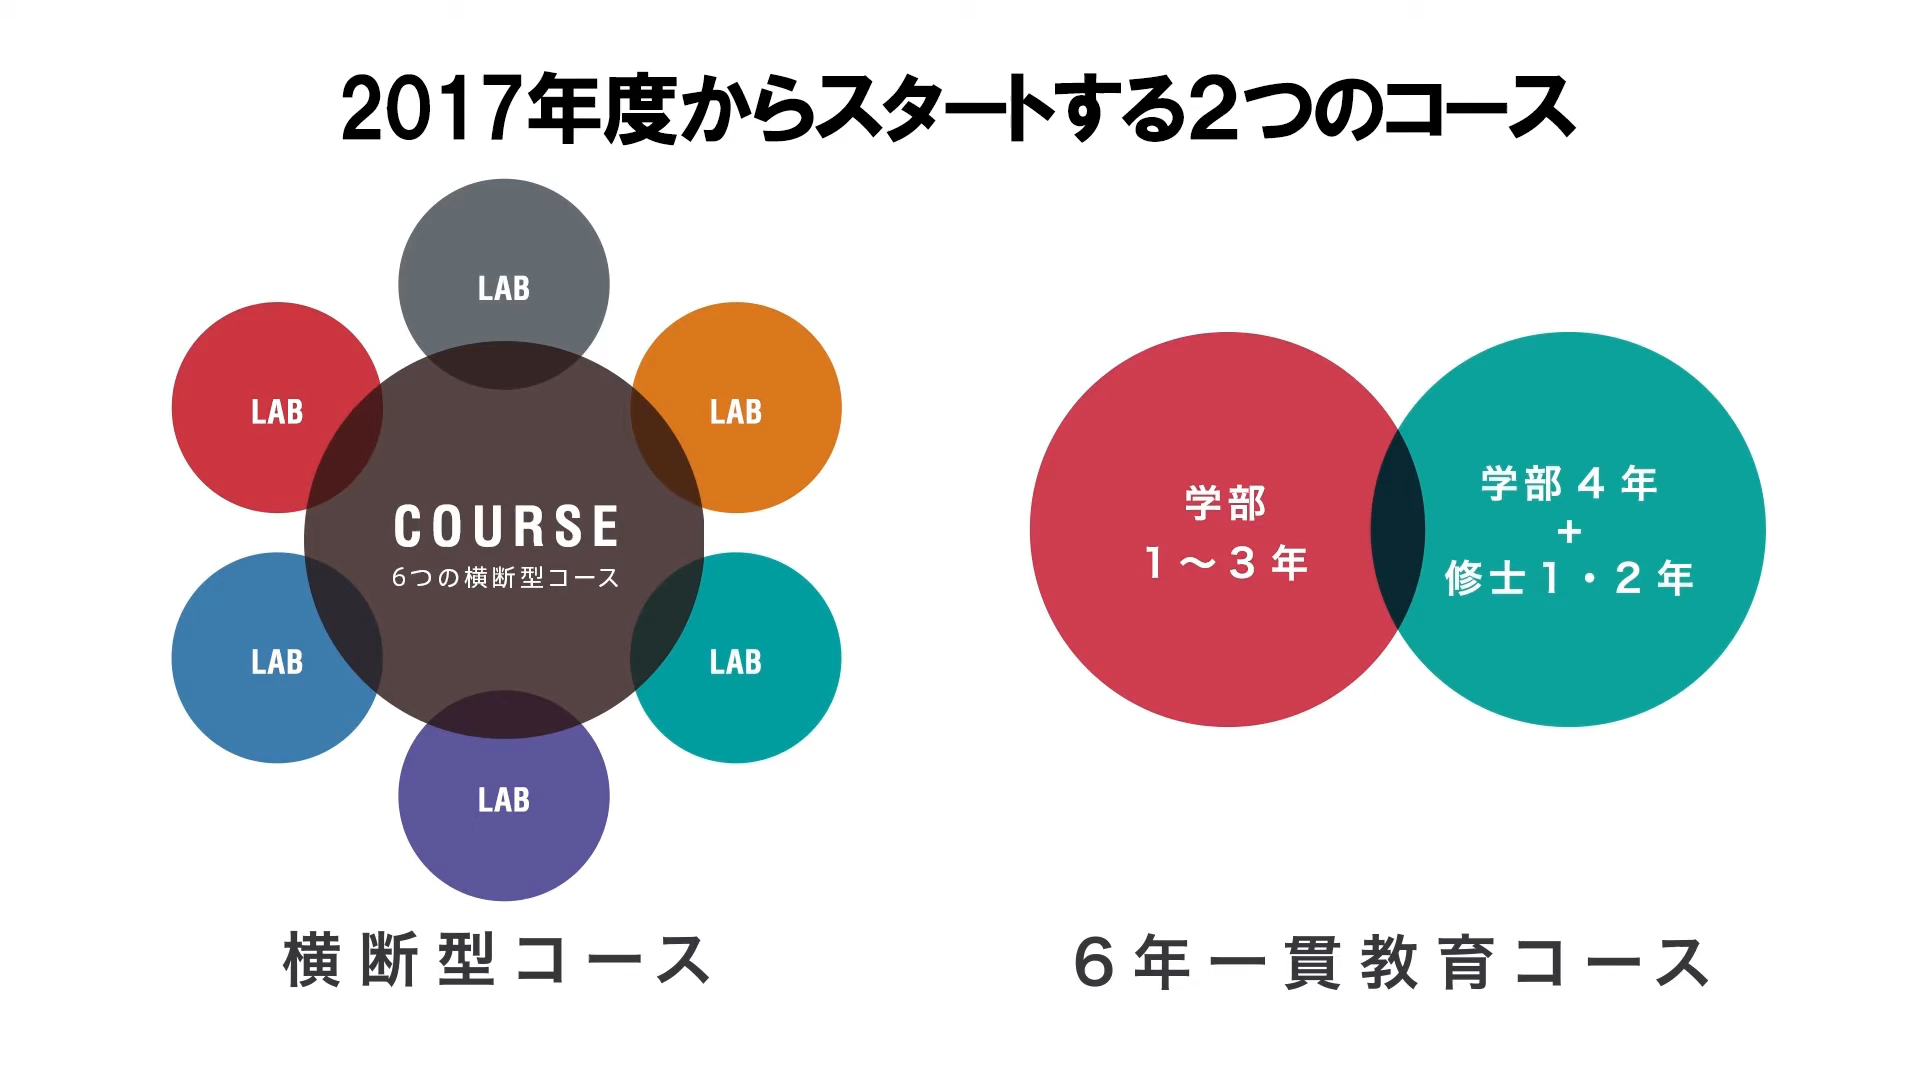 2017年度からスタートする2つのコース
LAB
LAB
LAB
COURSE
6つの横断型コース
LAB
LAB
LAB
横断型コース
学部
1〜3年
学部4年
+
修士1・2年
6年一貫教育コース